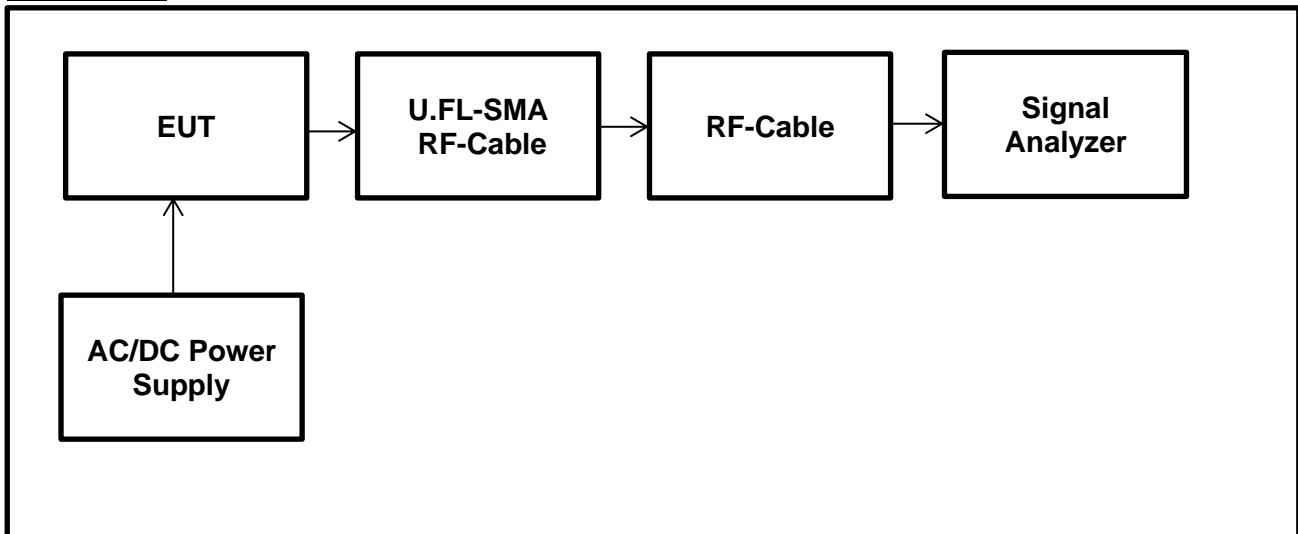 EUT
U.FL-SMA
RF-Cable
RF-Cable
Signal
Analyzer
AC/DC Power
Supply